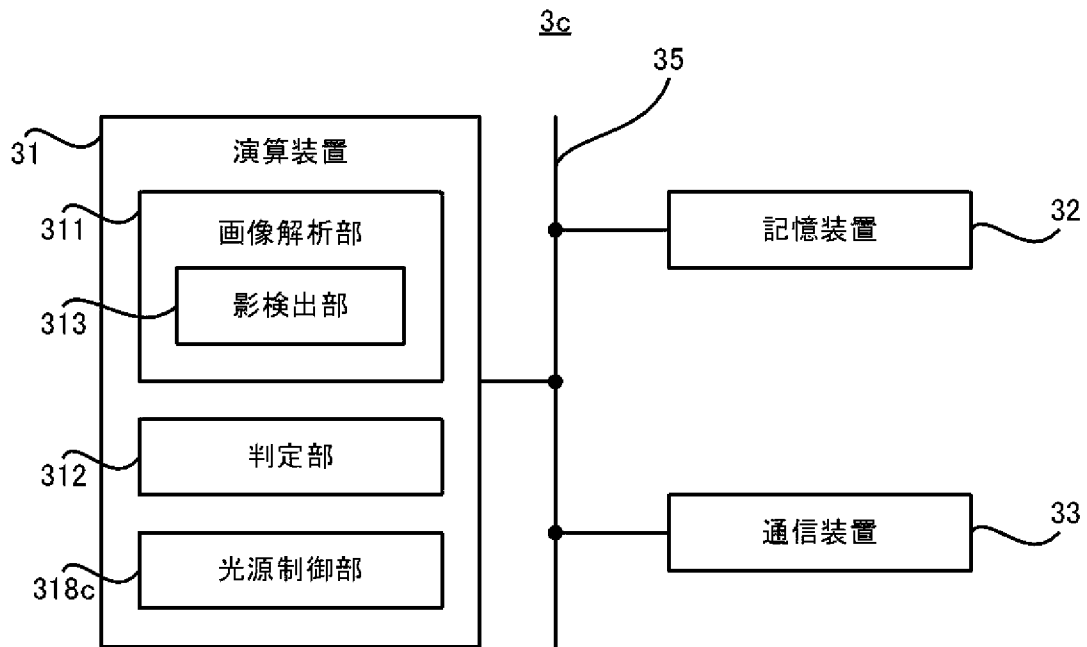 3c
35
31
演算装置
311
画像解析部
32
記憶装置
313
影検出部
312
判定部
33
通信装置
318c
光源制御部